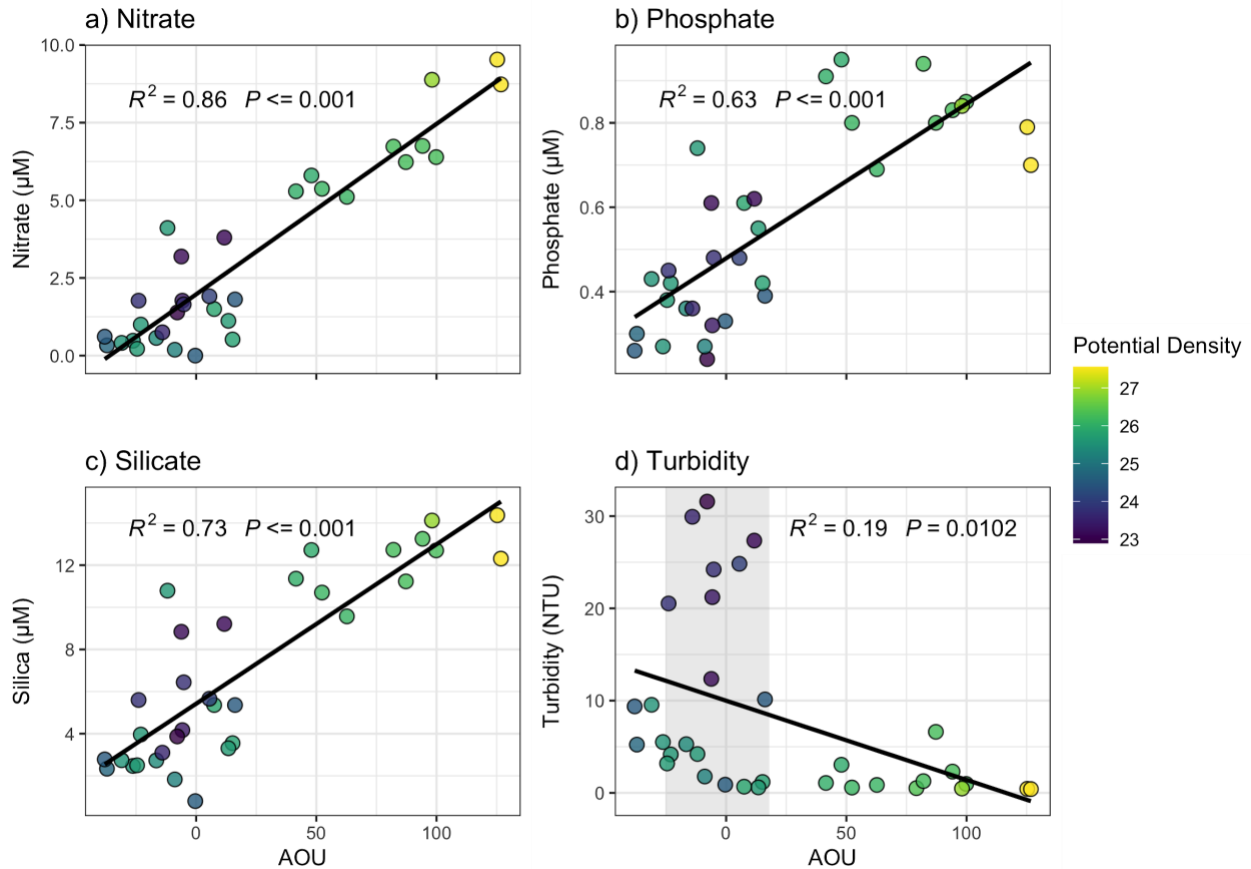 a) Nitrate
R² = 0.86 P <= 0.001
Nitrate (µM)
10.0
7.5
5.0
2.5
0.0
b) Phosphate
R² = 0.63 P <= 0.001
Phosphate (µM)
0.8
0.6
0.4
c) Silicate
R² = 0.73 P <= 0.001
Silica (µM)
12
8
4
0 50 100
AOU
d) Turbidity
R² = 0.19 P = 0.0102
Turbidity (NTU)
30
20
10
0
0 50 100
AOU
Potential Density
27
26
25
24
23